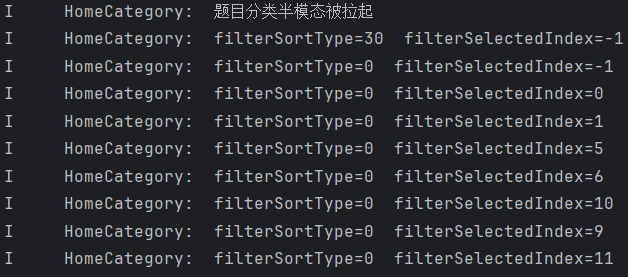 I HomeCategory: 题目分类半模态被拉起
I HomeCategory: filterSortType=30 filterSelectedIndex=-1
I HomeCategory: filterSortType=0 filterSelectedIndex=-1
I HomeCategory: filterSortType=0 filterSelectedIndex=0
I HomeCategory: filterSortType=0 filterSelectedIndex=1
I HomeCategory: filterSortType=0 filterSelectedIndex=5
I HomeCategory: filterSortType=0 filterSelectedIndex=6
I HomeCategory: filterSortType=0 filterSelectedIndex=10
I HomeCategory: filterSortType=0 filterSelectedIndex=9
I HomeCategory: filterSortType=0 filterSelectedIndex=11